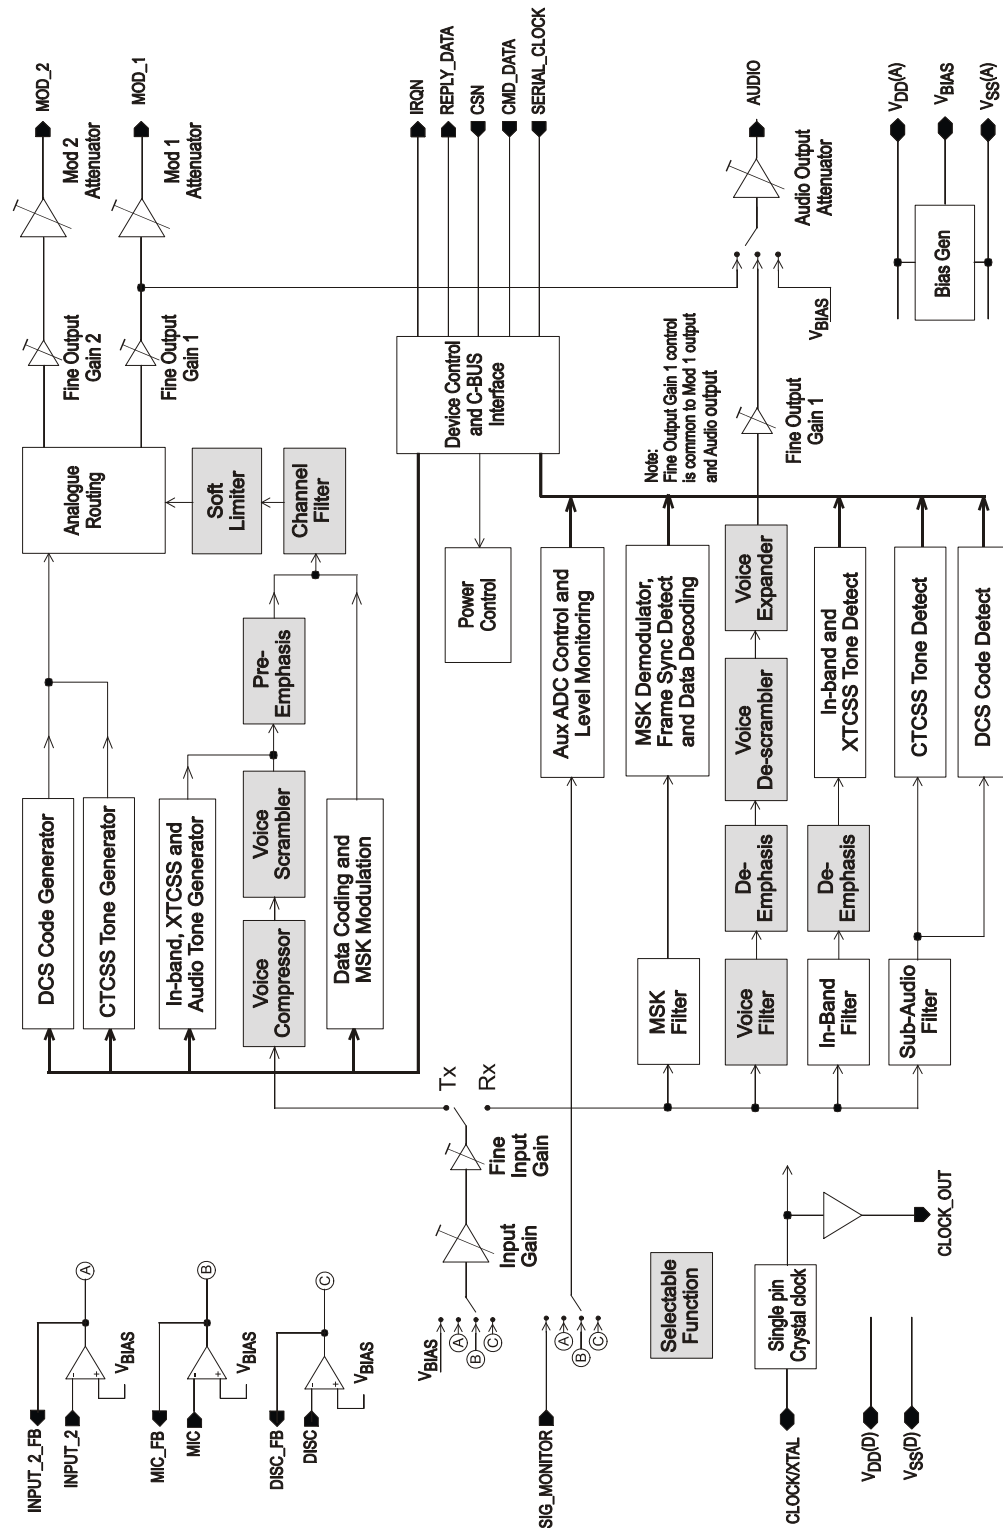 INPUT_2_FB
INPUT_2
MIC_FB
MIC
DISC_FB
DISC
-
+
VBIAS
A
-
+
VBIAS
B
-
+
VBIAS
C
VBIAS
A
B
C
Input
Gain
Fine
Input
Gain
Tx
Rx
SIG_MONITOR
A
B
C
Selectable
Function
CLOCK/XTAL
Single pin
Crystal clock
CLOCK_OUT
VDD(D)
VSS(D)
DCS Code Generator
CTCSS Tone Generator
In-band, XTCSS and
Audio Tone Generator
Voice
Compressor
Voice
Scrambler
Data Coding and
MSK Modulation
Pre-
Emphasis
Channel
Filter
Soft
Limiter
Analogue
Routing
Fine Output
Gain 2
Fine Output
Gain 1
Mod 2
Attenuator
Mod 1
Attenuator
MOD_2
MOD_1
Power
Control
Device Control
and C-BUS
Interface
IRQN
REPLY_DATA
CSN
CMD_DATA
SERIAL_CLOCK
Aux ADC Control and
Level Monitoring
MSK
Filter
MSK Demodulator,
Frame Sync Detect
and Data Decoding
Note:
Fine Output Gain 1 control
is common to Mod 1 output
and Audio output
Voice
Filter
De-
Emphasis
Voice
De-scrambler
Voice
Expander
Fine Output
Gain 1
VBIAS
Audio Output
Attenuator
AUDIO
In-Band
Filter
De-
Emphasis
In-band and
XTCSS Tone Detect
Sub-Audio
Filter
CTCSS Tone Detect
DCS Code Detect
Bias Gen
VDD(A)
VBIAS
VSS(A)